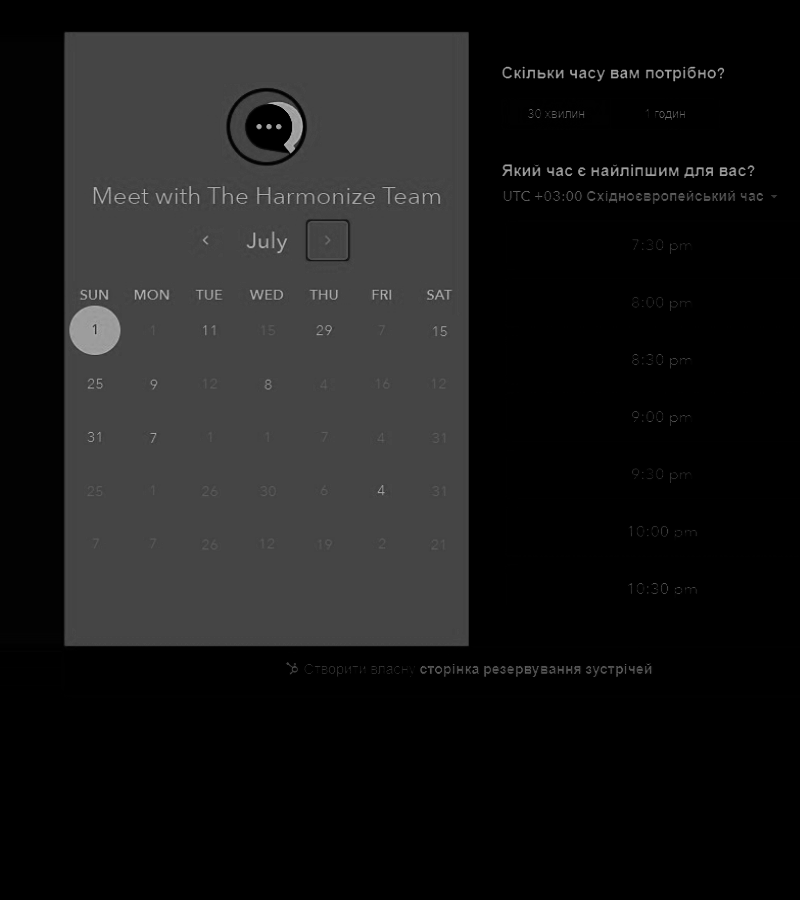 Meet with The Harmonize Team
July
SUN MON TUE WED THU FRI SAT
1 1 11 15 29 7 15
25 9 12 8 4 16 12
31 7 1 1 7 4 31
25 1 26 30 6 4 31
7 7 26 12 19 2 21
Скільки часу вам потрібно?
30 хвилин 1 годин
Який час є найліпшим для вас?
UTC +03:00 Східноєвропейський час
7:30 pm
8:00 pm
8:30 pm
9:00 pm
9:30 pm
10:00 pm
10:30 pm
Створити власну сторінка резервування зустрічей